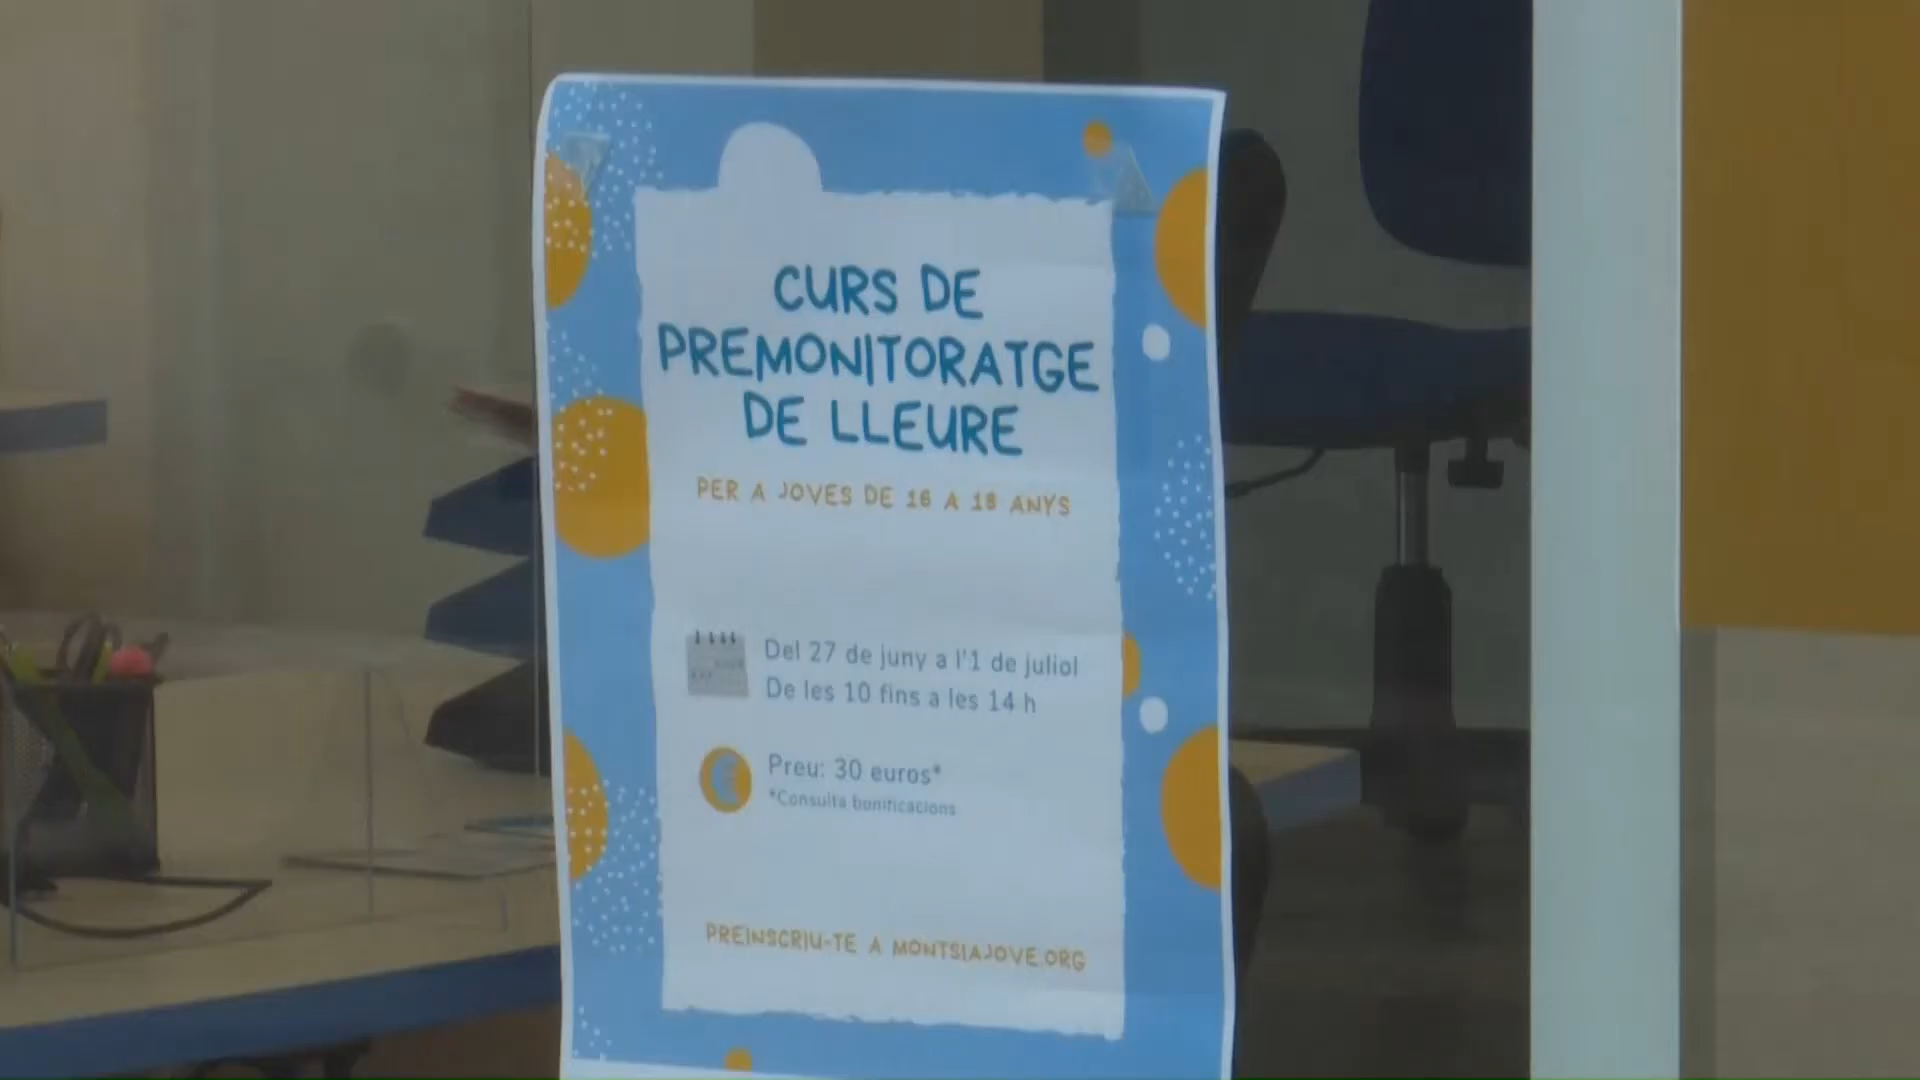 CURS DE
PREMONITORATGE
DE LLEURE
PER A JOVES DE 16 A 18 ANYS
Del 27 de juny a l'1 de juliol
De les 10 fins a les 14 h
Preu: 30 euros*
*Consulta bonificacions
PREINSCRIU-TE A MONTSIAJOVE.ORG